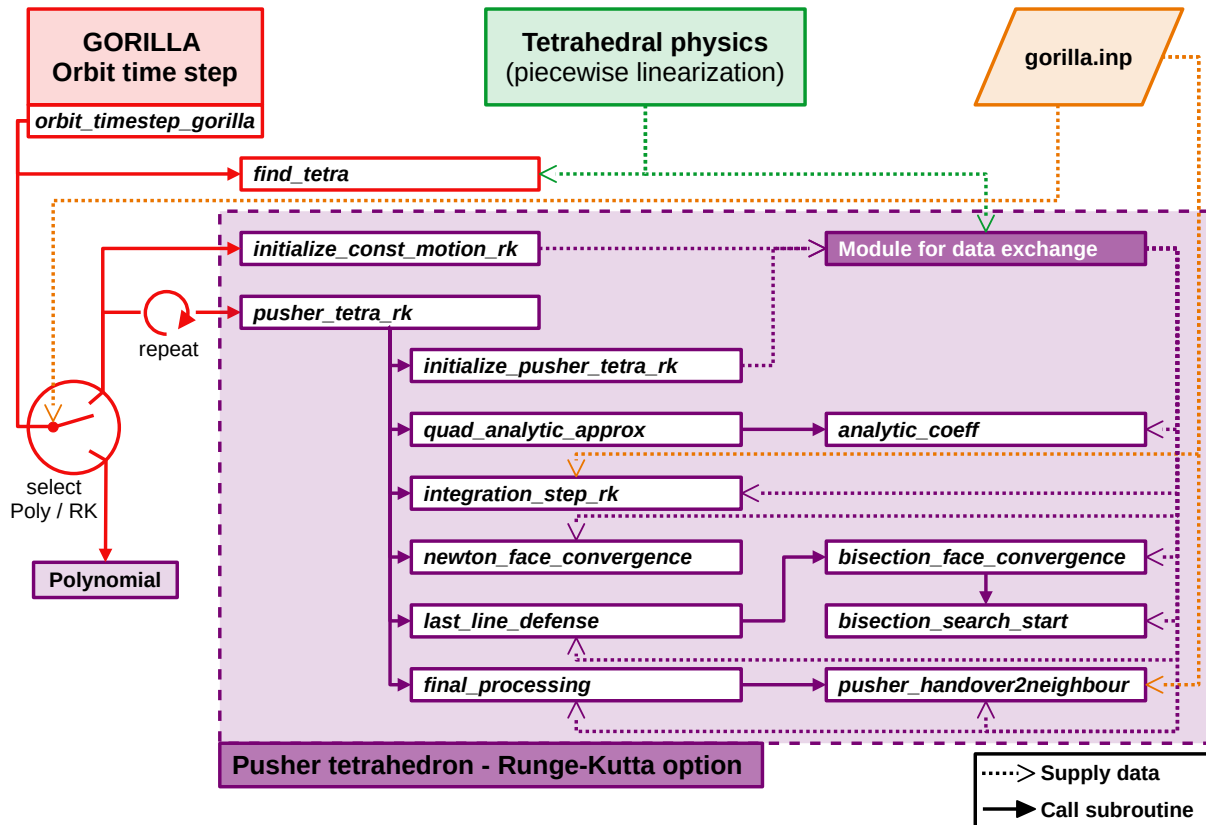 GORILLA
Orbit time step
orbit_timestep_gorilla
Tetrahedral physics
(piecewise linearization)
gorilla.inp
find_tetra
initialize_const_motion_rk
Module for data exchange
pusher_tetra_rk
repeat
initialize_pusher_tetra_rk
quad_analytic_approx
analytic_coeff
select
Poly / RK
integration_step_rk
newton_face_convergence
bisection_face_convergence
Polynomial
last_line_defense
bisection_search_start
final_processing
pusher_handover2neighbour
Pusher tetrahedron - Runge-Kutta option
Supply data
Call subroutine